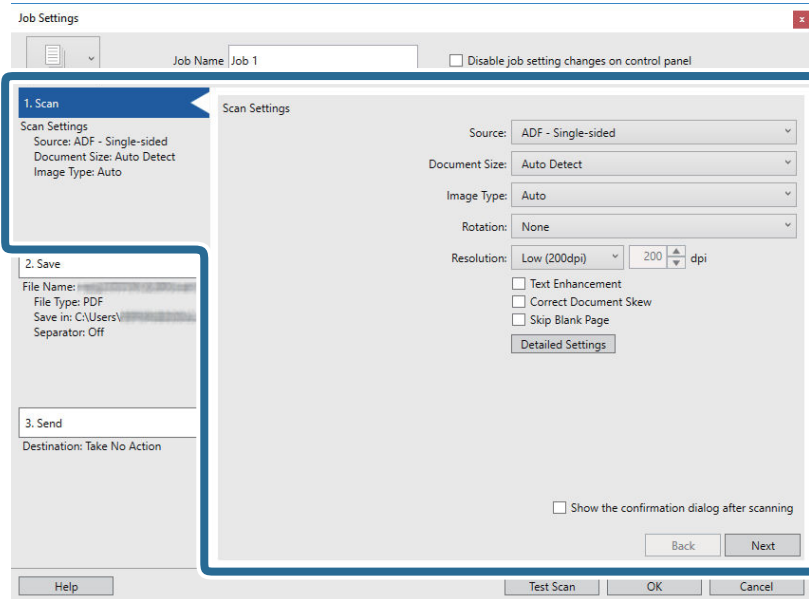 Job Settings
x
Job Name Job 1
Disable job setting changes on control panel
1. Scan
Scan Settings
Source: ADF - Single-sided
Document Size: Auto Detect
Image Type: Auto
2. Save
File Name:
File Type: PDF
Save in: C:\Users\
Separator: Off
3. Send
Destination: Take No Action
Scan Settings
Source: ADF - Single-sided
Document Size: Auto Detect
Image Type: Auto
Rotation: None
Resolution: Low (200dpi) 200 dpi
Text Enhancement
Correct Document Skew
Skip Blank Page
Detailed Settings
Show the confirmation dialog after scanning
Back Next
Help Test Scan OK Cancel